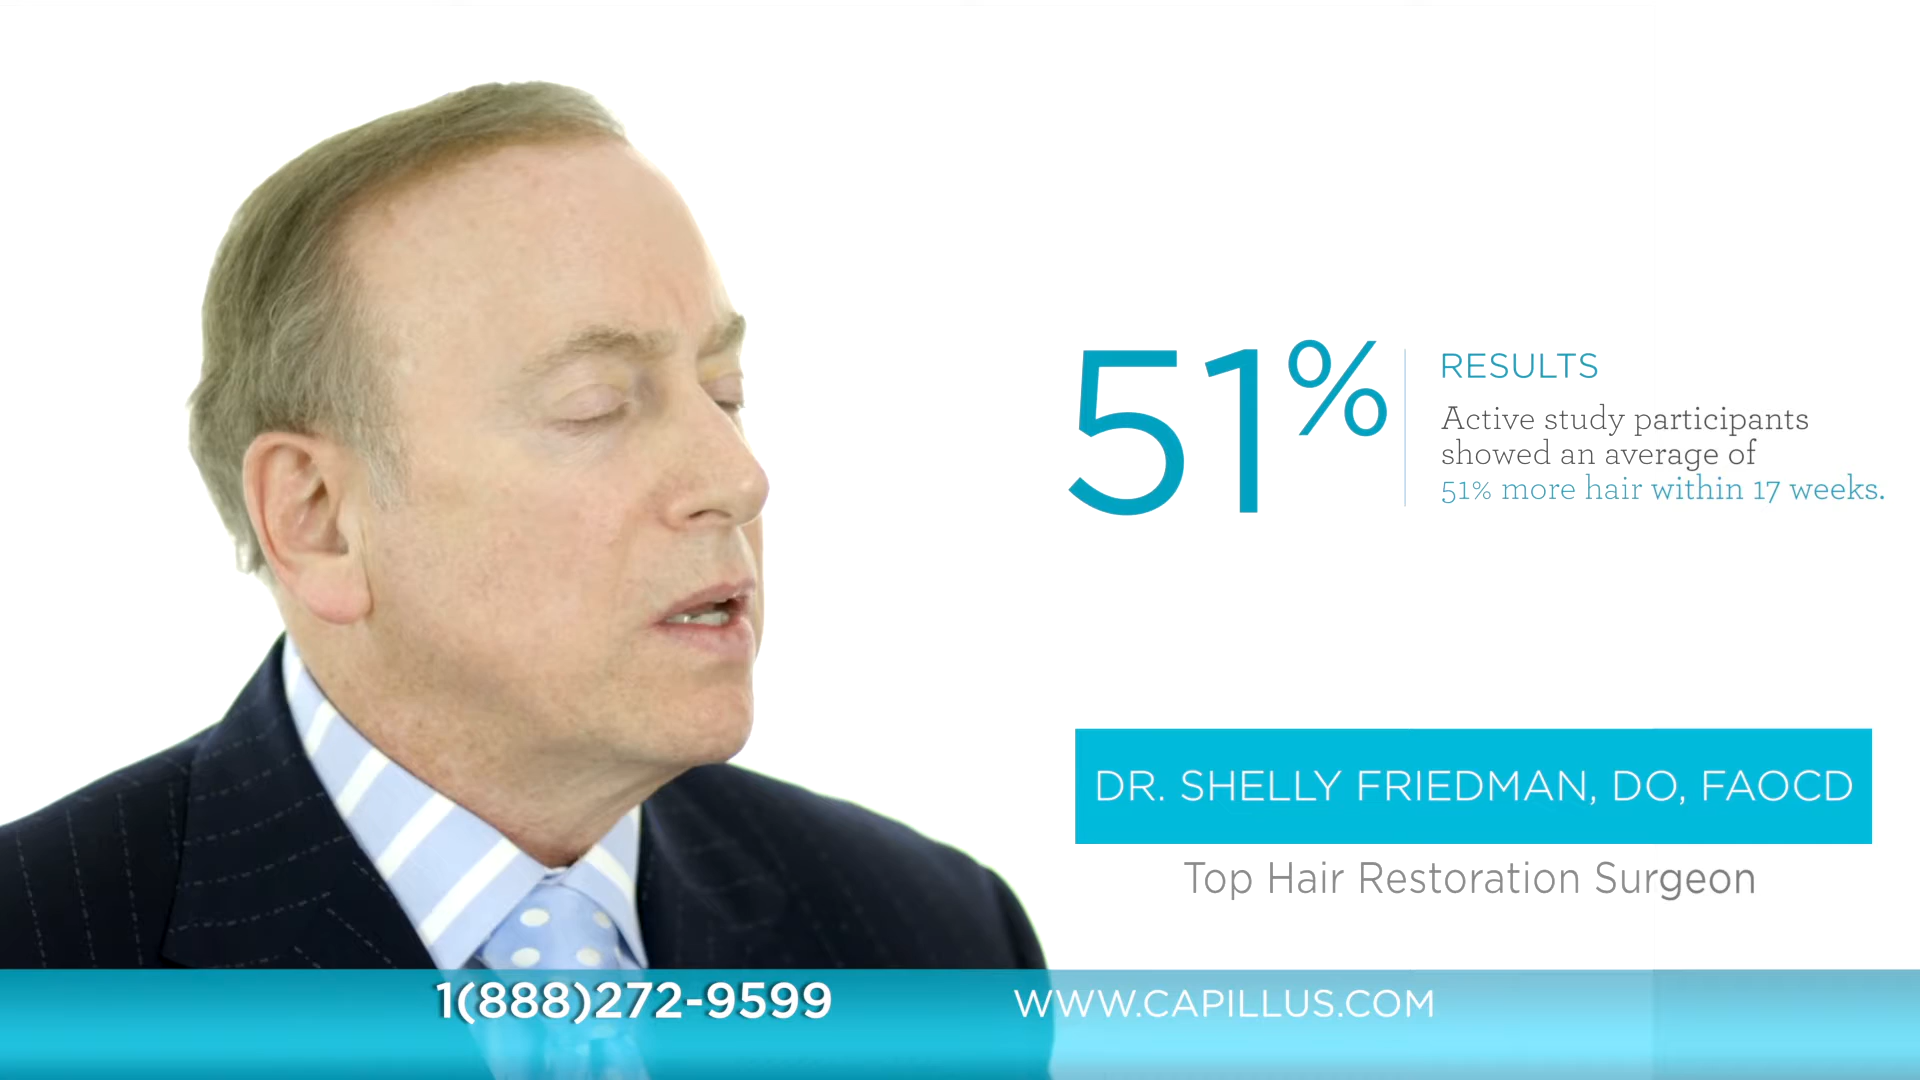 51%
RESULTS
Active study participants
showed an average of
51% more hair within 17 weeks.
DR. SHELLY FRIEDMAN, DO, FAOCD
Top Hair Restoration Surgeon
1(888)272-9599
WWW.CAPILLUS.COM